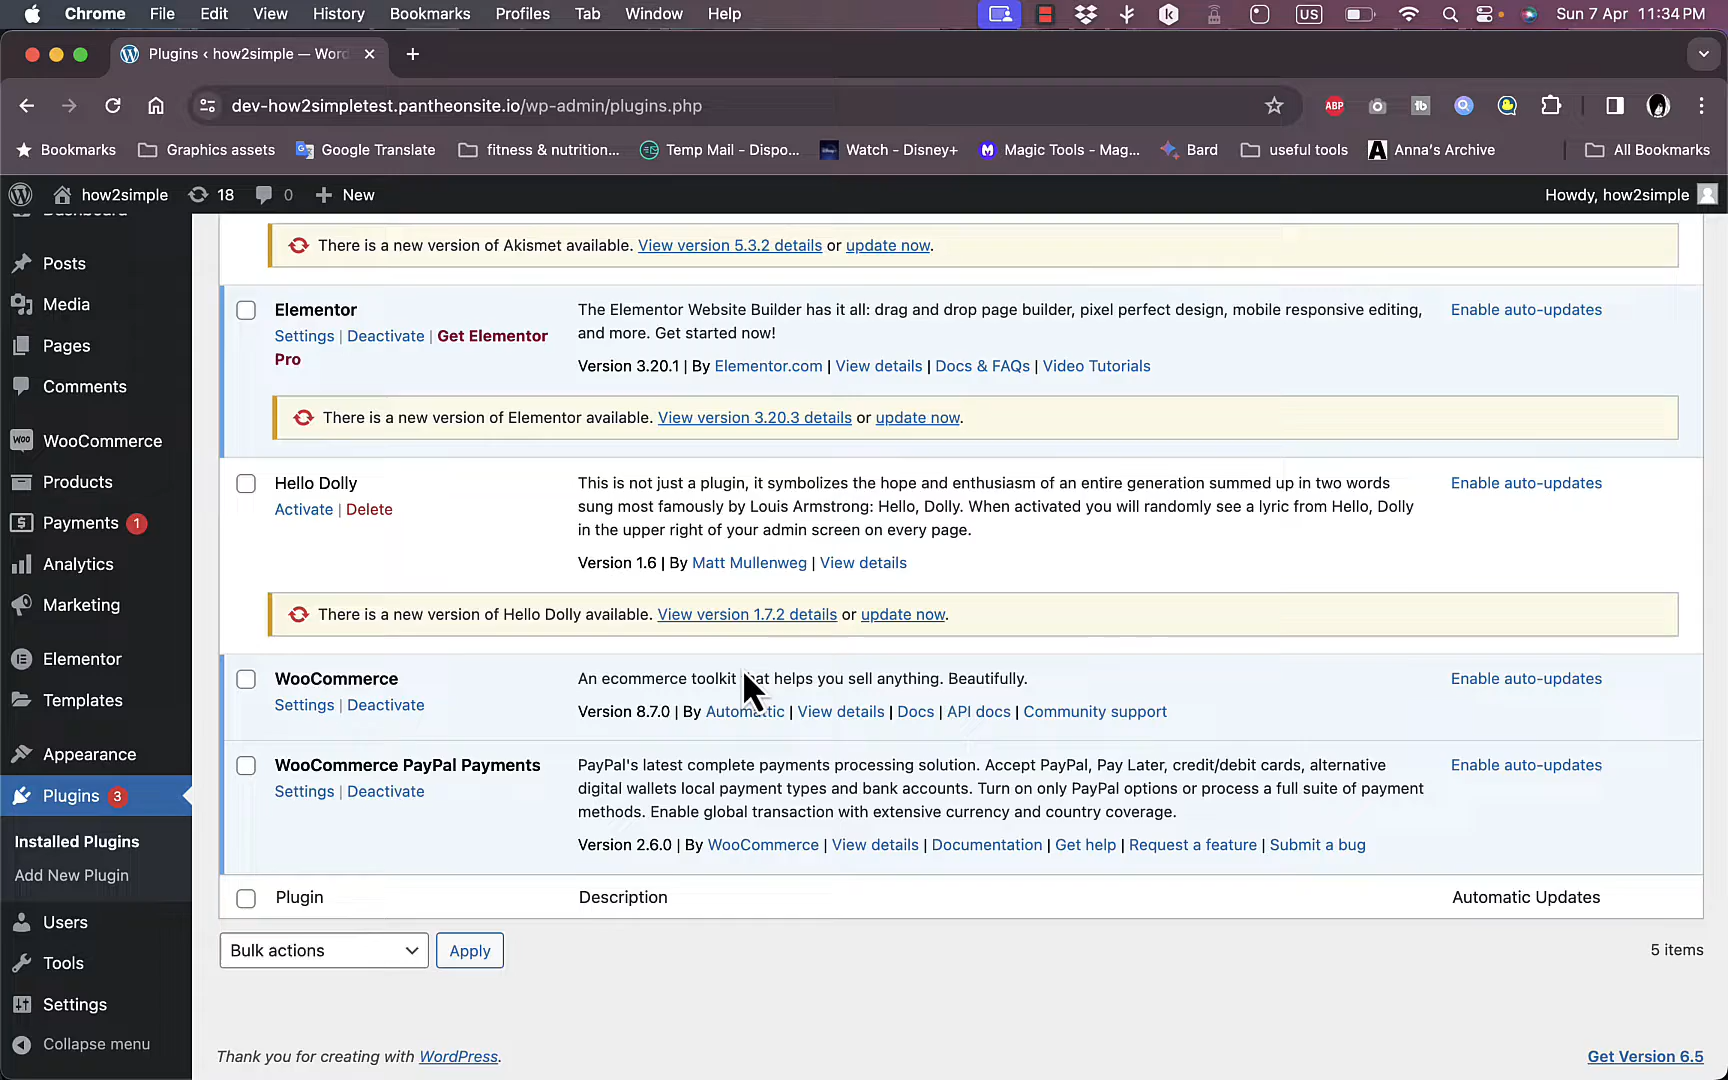 Chrome File Edit View History Bookmarks Profiles Tab Window Help US Sun 7 Apr 11:34 PM
Plugins ‹ how2simple — Word
dev-how2simpletest.pantheonsite.io/wp-admin/plugins.php ABP tb
Bookmarks Graphics assets Google Translate fitness & nutrition... Temp Mail - Dispo... Watch - Disney+ Magic Tools - Mag... Bard useful tools Anna's Archive All Bookmarks
how2simple 18 0 New Howdy, how2simple
Dashboard
Posts
Media
Pages
Comments
WooCommerce
Products
Payments 1
Analytics
Marketing
Elementor
Templates
Appearance
Plugins 3
Installed Plugins
Add New Plugin
Users
Tools
Settings
Collapse menu
There is a new version of Akismet available. View version 5.3.2 details or update now.
Elementor
Settings | Deactivate | Get Elementor
Pro
The Elementor Website Builder has it all: drag and drop page builder, pixel perfect design, mobile responsive editing,
and more. Get started now!
Version 3.20.1 | By Elementor.com | View details | Docs & FAQs | Video Tutorials
Enable auto-updates
There is a new version of Elementor available. View version 3.20.3 details or update now.
Hello Dolly
Activate | Delete
This is not just a plugin, it symbolizes the hope and enthusiasm of an entire generation summed up in two words
sung most famously by Louis Armstrong: Hello, Dolly. When activated you will randomly see a lyric from Hello, Dolly
in the upper right of your admin screen on every page.
Version 1.6 | By Matt Mullenweg | View details
Enable auto-updates
There is a new version of Hello Dolly available. View version 1.7.2 details or update now.
WooCommerce
Settings | Deactivate
An ecommerce toolkit that helps you sell anything. Beautifully.
Version 8.7.0 | By Automattic | View details | Docs | API docs | Community support
Enable auto-updates
WooCommerce PayPal Payments
Settings | Deactivate
PayPal's latest complete payments processing solution. Accept PayPal, Pay Later, credit/debit cards, alternative
digital wallets local payment types and bank accounts. Turn on only PayPal options or process a full suite of payment
methods. Enable global transaction with extensive currency and country coverage.
Version 2.6.0 | By WooCommerce | View details | Documentation | Get help | Request a feature | Submit a bug
Enable auto-updates
Plugin Description Automatic Updates
Bulk actions Apply 5 items
Thank you for creating with WordPress. Get Version 6.5